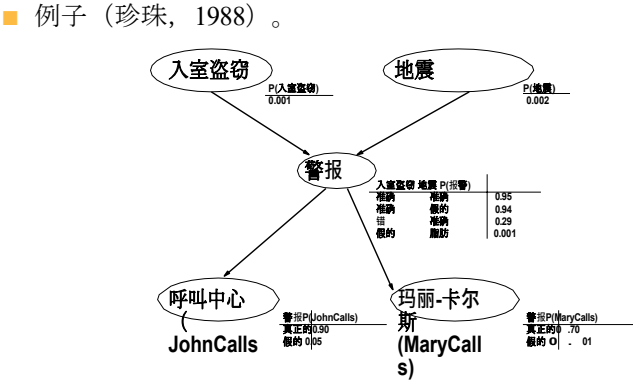 例子（珍珠，1988）。
入室盗窃
地震
P(入室盗窃)
0.001
P(地震)
0.002
警报
入室盗窃 地震 P(报警)
准确 准确 0.95
准确 假的 0.94
错 准确 0.29
假的 脂肪 0.001
呼叫中心
(
JohnCalls
警报P(JohnCalls)
真正的0.90
假的 0.05
玛丽-卡尔
斯
(MaryCall
s)
警报P(MaryCalls)
真正的0 .70
假的 O . 01